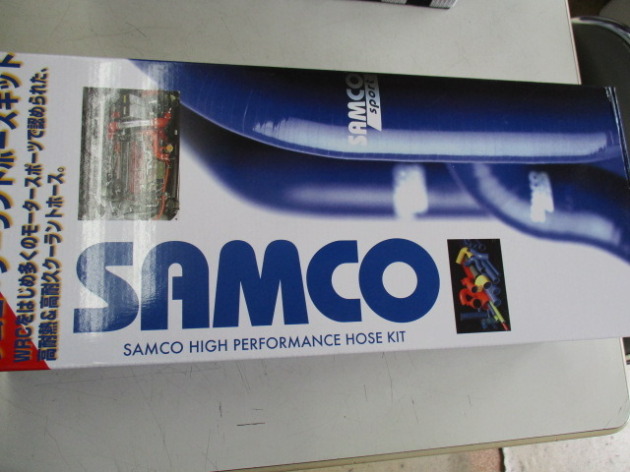 クーラントホースキット
WRCをはじめ多くのモータースポーツで認められた、
高耐熱&高耐久クーラントホース。
SAMCO
sport
SAMCO
SAMCO HIGH PERFORMANCE HOSE KIT